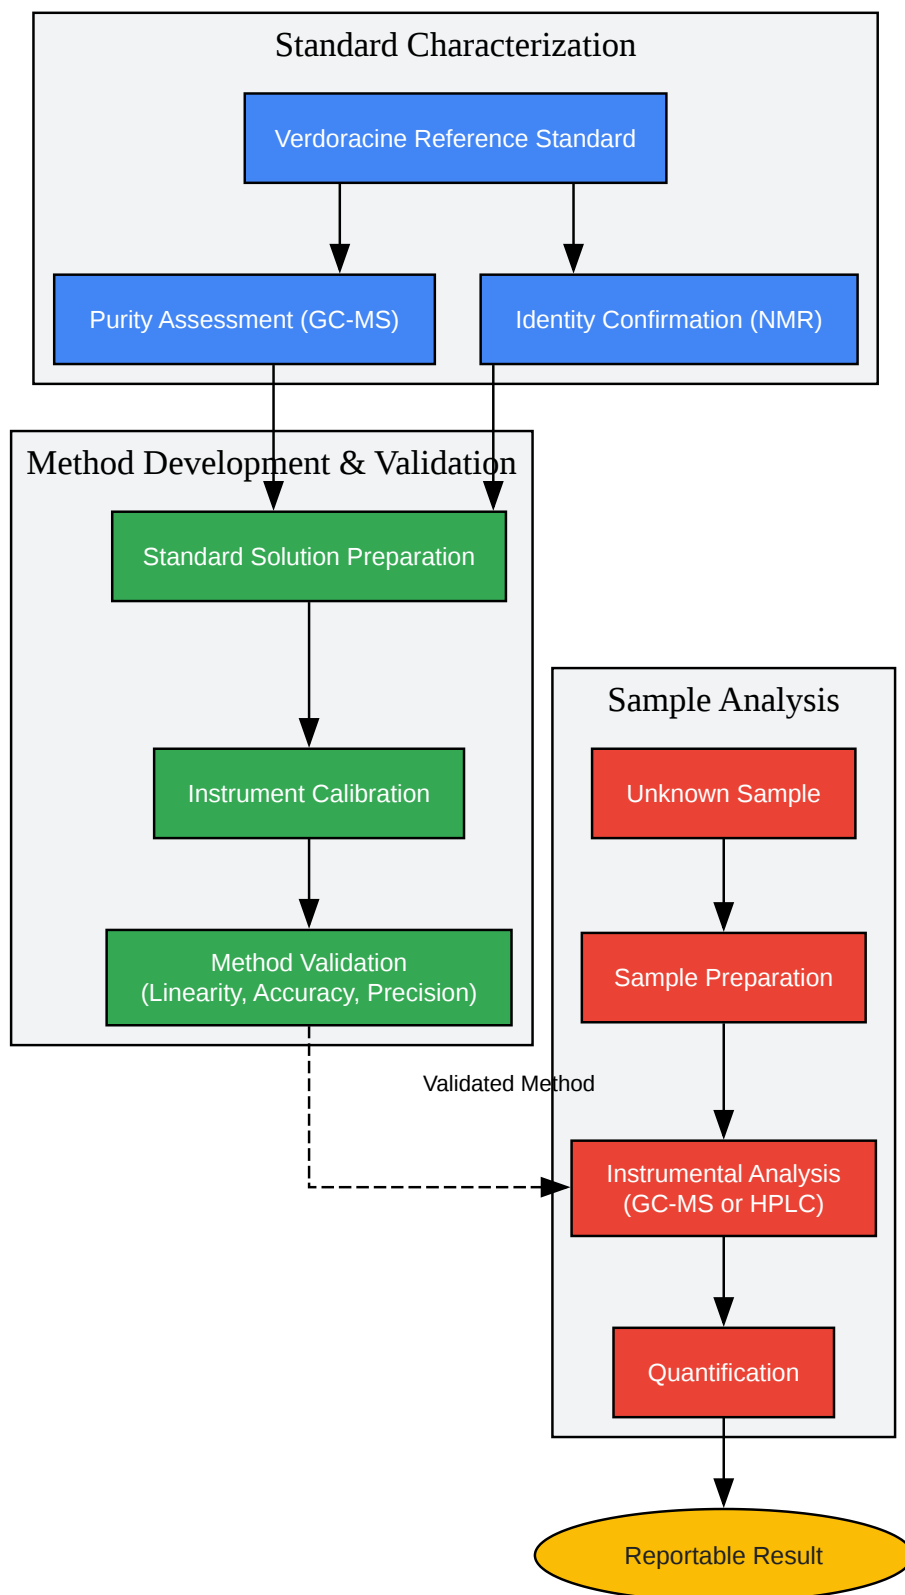 Standard Characterization
Verdoracine Reference Standard
Purity Assessment (GC-MS)
Identity Confirmation (NMR)
Method Development & Validation
Standard Solution Preparation
Instrument Calibration
Method Validation
(Linearity, Accuracy, Precision)
Validated Method
Sample Analysis
Unknown Sample
Sample Preparation
Instrumental Analysis
(GC-MS or HPLC)
Quantification
Reportable Result